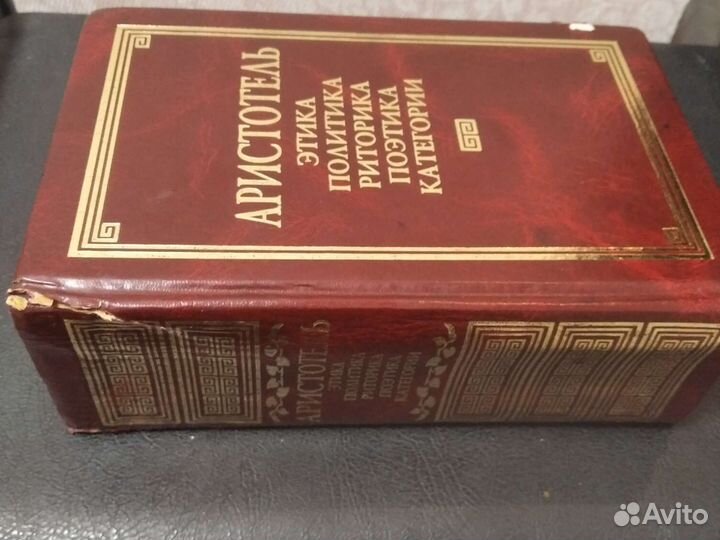 АРИСТОТЕЛЬ
ЭТИКА
ПОЛИТИКА
РИТОРИКА
ПОЭТИКА
КАТЕГОРИИ
АРИСТОТЕЛЬ
ЭТИКА
ПОЛИТИКА
РИТОРИКА
ПОЭТИКА
КАТЕГОРИИ
Avito